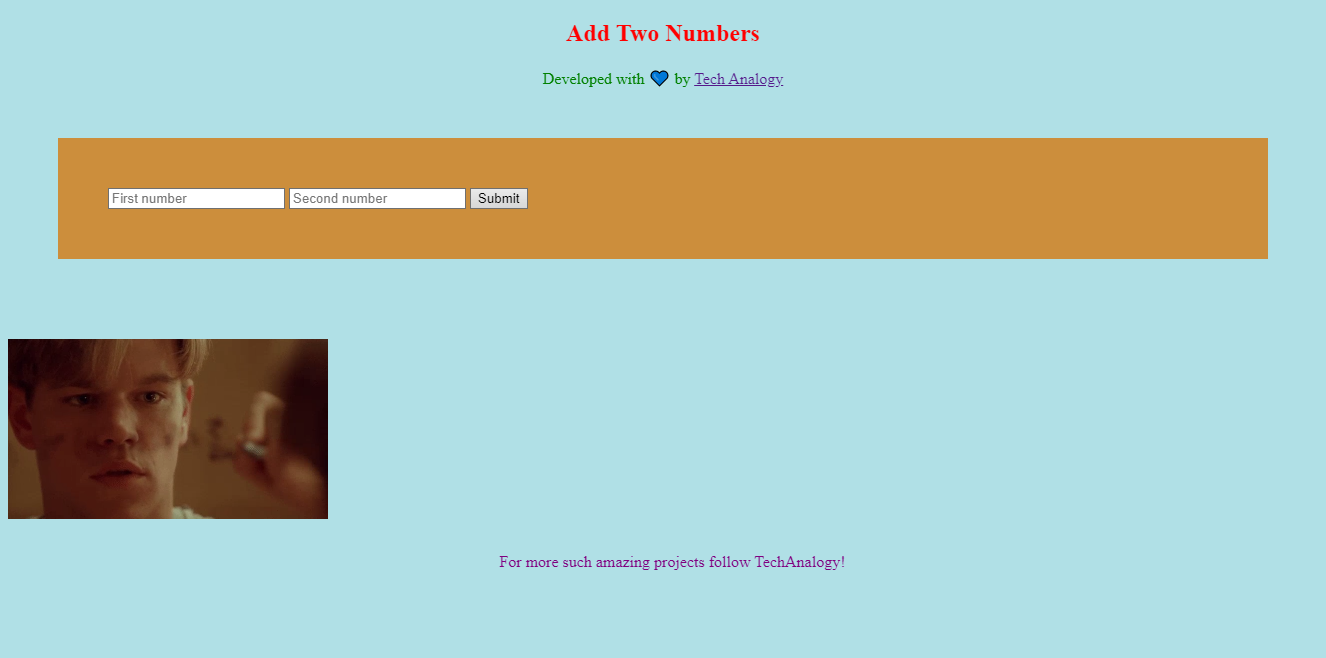 Add Two Numbers
Developed with 💙 by Tech Analogy
First number Second number Submit
For more such amazing projects follow TechAnalogy!